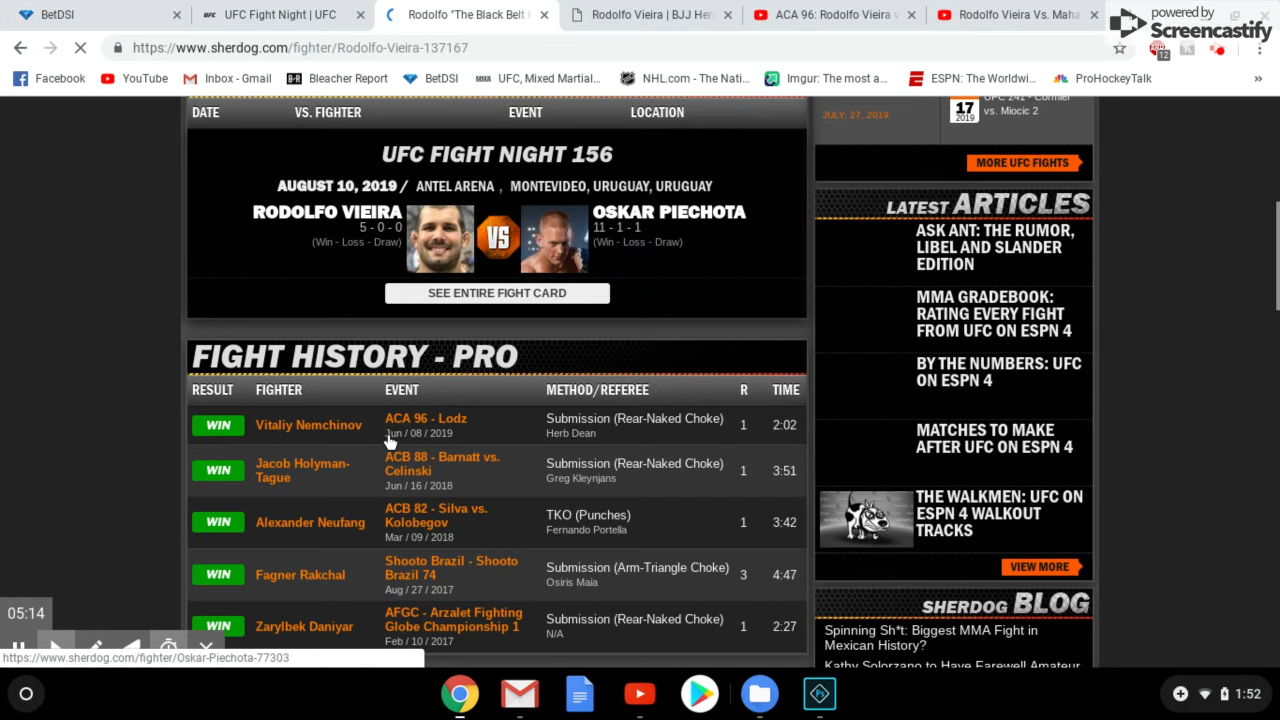 BetDSI
UFC Fight Night | UFC
Rodolfo "The Black Belt
Rodolfo Vieira | BJJ Her
ACA 96: Rodolfo Vieira v
Rodolfo Vieira Vs. Maha
powered by
Screencastify
https://www.sherdog.com/fighter/Rodolfo-Vieira-137167
12
Facebook
YouTube
Inbox - Gmail
Bleacher Report
BetDSI
UFC, Mixed Martial...
NHL.com - The Nati...
Imgur: The most a...
ESPN: The Worldwi...
ProHockeyTalk
»
DATE VS. FIGHTER EVENT LOCATION
UFC FIGHT NIGHT 156
AUGUST 10, 2019 / ANTEL ARENA , MONTEVIDEO, URUGUAY, URUGUAY
RODOLFO VIEIRA
5 - 0 - 0
(Win - Loss - Draw)
VS
OSKAR PIECHOTA
11 - 1 - 1
(Win - Loss - Draw)
SEE ENTIRE FIGHT CARD
FIGHT HISTORY - PRO
RESULT FIGHTER EVENT METHOD/REFEREE R TIME
WIN Vitaliy Nemchinov ACA 96 - Lodz Submission (Rear-Naked Choke) 1 2:02
Jun / 08 / 2019 Herb Dean
WIN Jacob Holyman-Tague ACB 88 - Barnatt vs. Celinski Submission (Rear-Naked Choke) 1 3:51
Jun / 16 / 2018 Greg Kleynjans
WIN Alexander Neufang ACB 82 - Silva vs. Kolobegov TKO (Punches) 1 3:42
Mar / 09 / 2018 Fernando Portella
WIN Fagner Rakchal Shooto Brazil - Shooto Brazil 74 Submission (Arm-Triangle Choke) 3 4:47
Aug / 27 / 2017 Osiris Maia
WIN Zarylbek Daniyar AFGC - Arzalet Fighting Globe Championship 1 Submission (Rear-Naked Choke) 1 2:27
Feb / 10 / 2017 N/A
JULY. 27, 2019
17
2019
UFC 241 - Cormier
vs. Miocic 2
MORE UFC FIGHTS
LATEST ARTICLES
ASK ANT: THE RUMOR,
LIBEL AND SLANDER
EDITION
MMA GRADEBOOK:
RATING EVERY FIGHT
FROM UFC ON ESPN 4
BY THE NUMBERS: UFC
ON ESPN 4
MATCHES TO MAKE
AFTER UFC ON ESPN 4
THE WALKMEN: UFC ON
ESPN 4 WALKOUT
TRACKS
VIEW MORE
SHERDOG BLOG
Spinning Sh*t: Biggest MMA Fight in
Mexican History?
Kathy Solorzano to Have Farewell Amateur
05:14
https://www.sherdog.com/fighter/Oskar-Piechota-77303
1:52